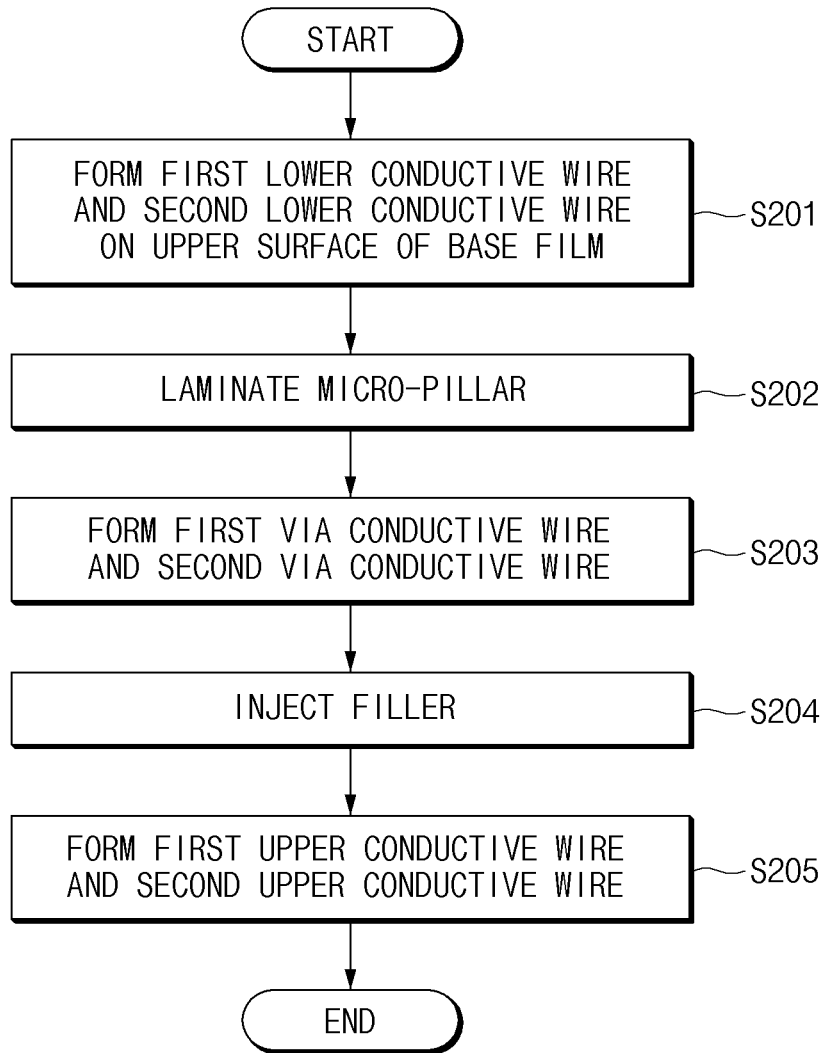 START
FORM FIRST LOWER CONDUCTIVE WIRE
AND SECOND LOWER CONDUCTIVE WIRE
ON UPPER SURFACE OF BASE FILM
S201
LAMINATE MICRO-PILLAR
S202
FORM FIRST VIA CONDUCTIVE WIRE
AND SECOND VIA CONDUCTIVE WIRE
S203
INJECT FILLER
S204
FORM FIRST UPPER CONDUCTIVE WIRE
AND SECOND UPPER CONDUCTIVE WIRE
S205
END